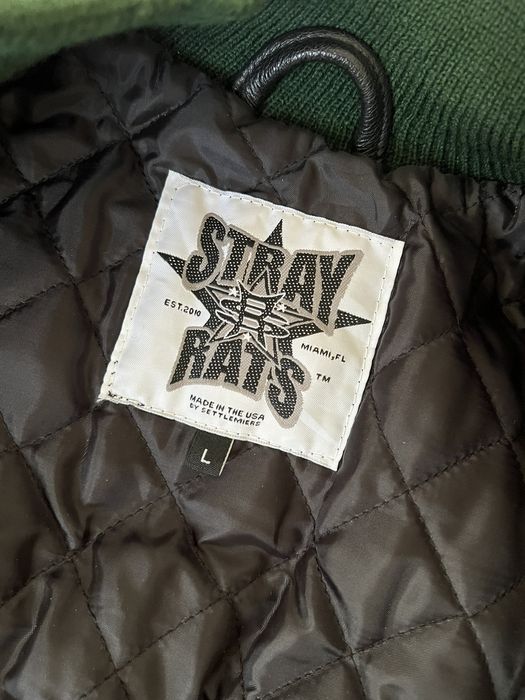 STRAY
EST.2010
MIAMI,FL
RATS
TM
MADE IN THE USA
BY SETTLEMIERS
L